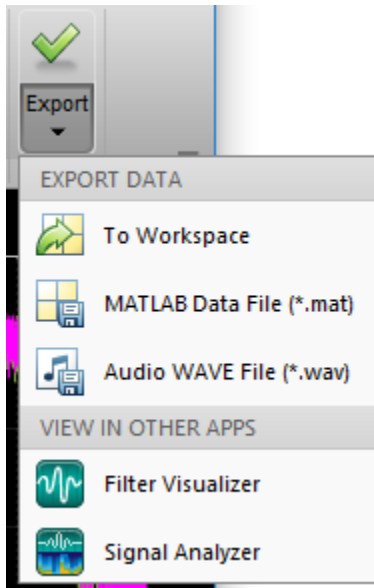 Export
EXPORT DATA
To Workspace
MATLAB Data File (*.mat)
Audio WAVE File (*.wav)
VIEW IN OTHER APPS
Filter Visualizer
Signal Analyzer